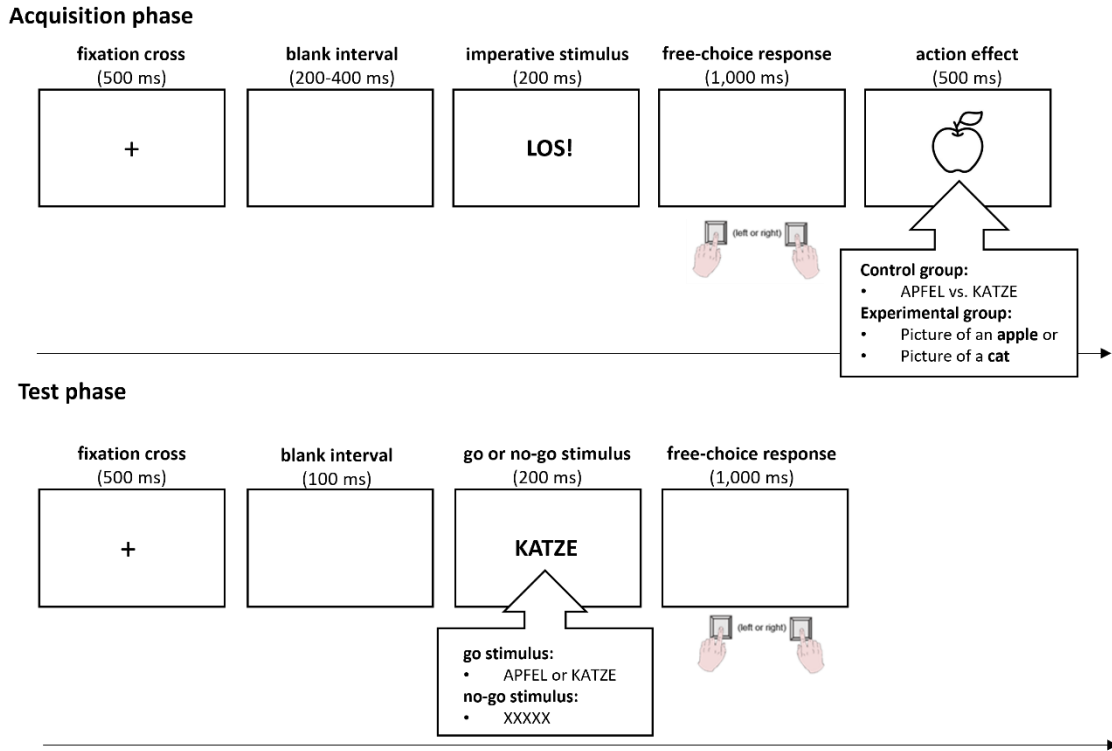 Acquisition phase
fixation cross
(500 ms)
blank interval
(200-400 ms)
imperative stimulus
(200 ms)
free-choice response
(1,000 ms)
action effect
(500 ms)
+
LOS!
(left or right)
Control group:
• APFEL vs. KATZE
Experimental group:
• Picture of an apple or
• Picture of a cat
Test phase
fixation cross
(500 ms)
blank interval
(100 ms)
go or no-go stimulus
(200 ms)
free-choice response
(1,000 ms)
+
KATZE
(left or right)
go stimulus:
• APFEL or KATZE
no-go stimulus:
• XXXXX